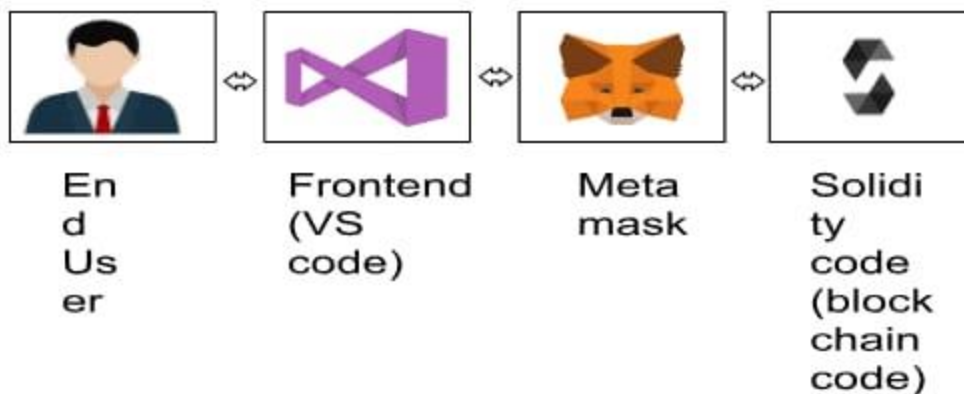 En
d
Us
er
Frontend
(VS
code)
Meta
mask
Solidi
ty
code
(block
chain
code)